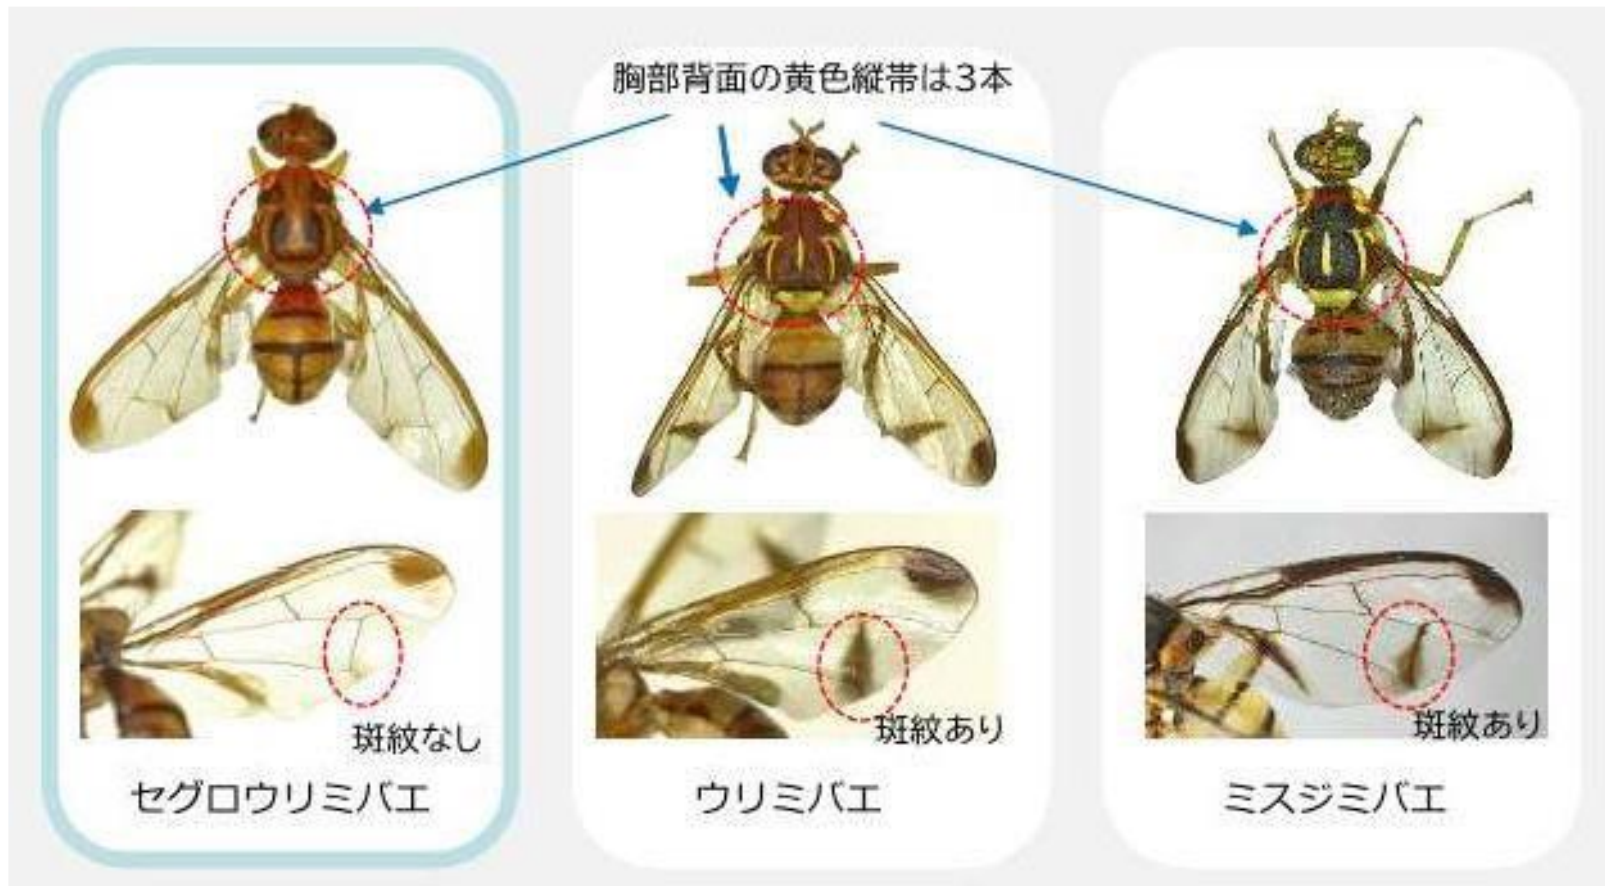 胸部背面の黄色縦帯は3本
斑紋なし
斑紋あり
斑紋あり
セグロウリミバエ
ウリミバエ
ミスジミバエ